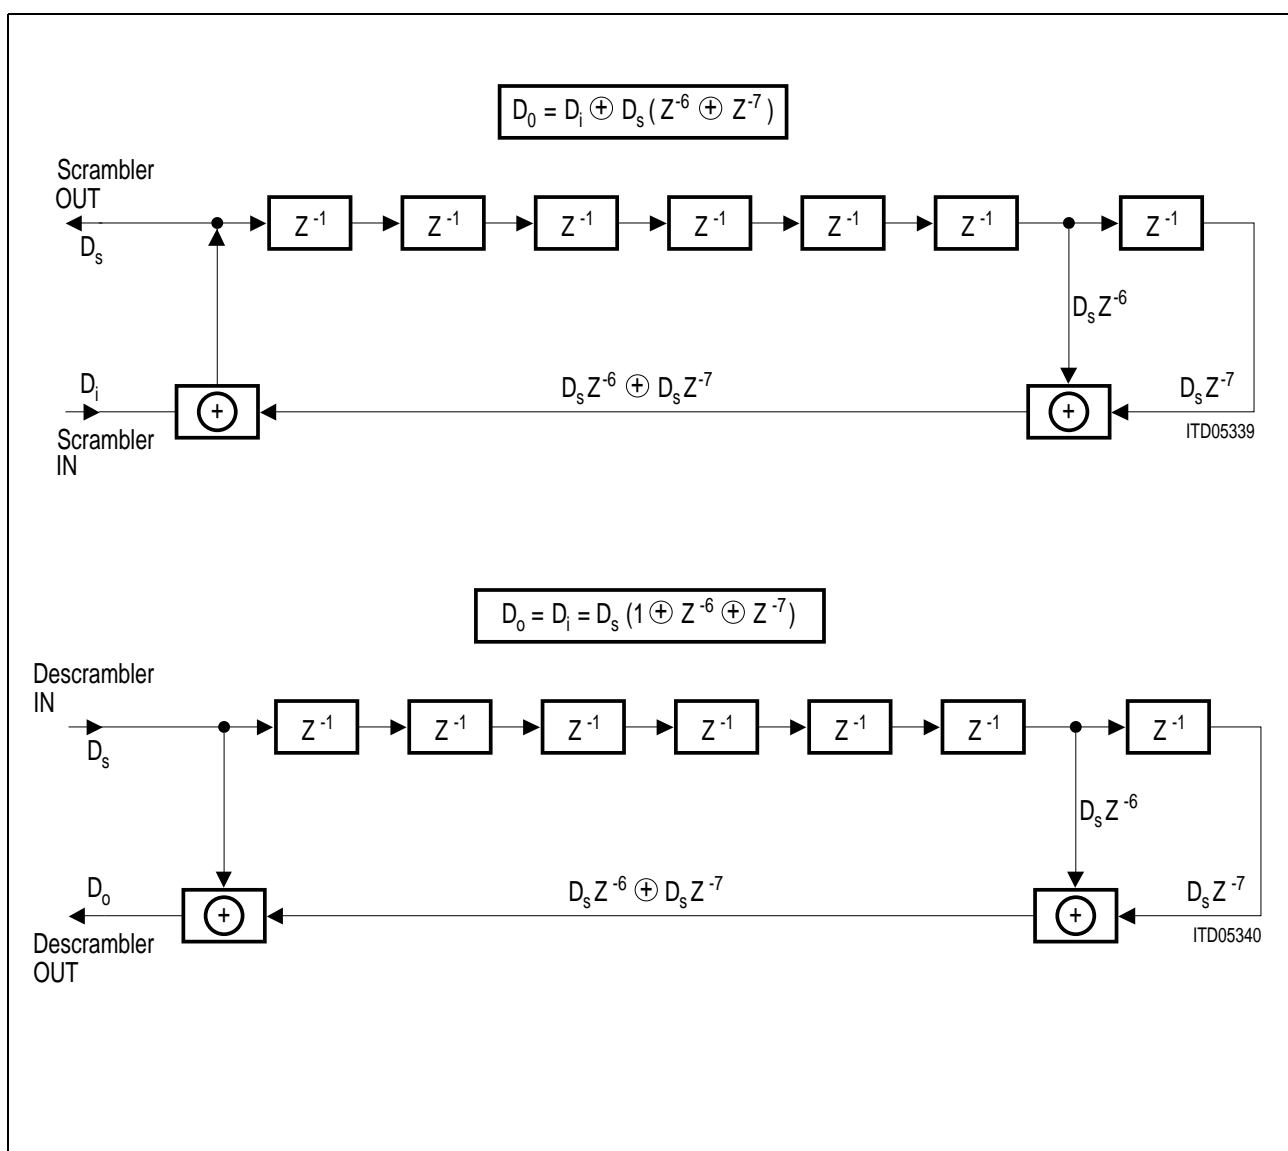 D₀ = Dᵢ ⊕ Dₛ ( Z⁻⁶ ⊕ Z⁻⁷ )
Scrambler
OUT
Dₛ
Z⁻¹ Z⁻¹ Z⁻¹ Z⁻¹ Z⁻¹ Z⁻¹ Z⁻¹
DₛZ⁻⁶
Dᵢ
Scrambler
IN
+
DₛZ⁻⁶ ⊕ DₛZ⁻⁷
+
DₛZ⁻⁷
ITD05339
Dₒ = Dᵢ = Dₛ (1 ⊕ Z⁻⁶ ⊕ Z⁻⁷)
Descrambler
IN
Dₛ
Z⁻¹ Z⁻¹ Z⁻¹ Z⁻¹ Z⁻¹ Z⁻¹ Z⁻¹
DₛZ⁻⁶
Dₒ
Descrambler
OUT
+
DₛZ⁻⁶ ⊕ DₛZ⁻⁷
+
DₛZ⁻⁷
ITD05340